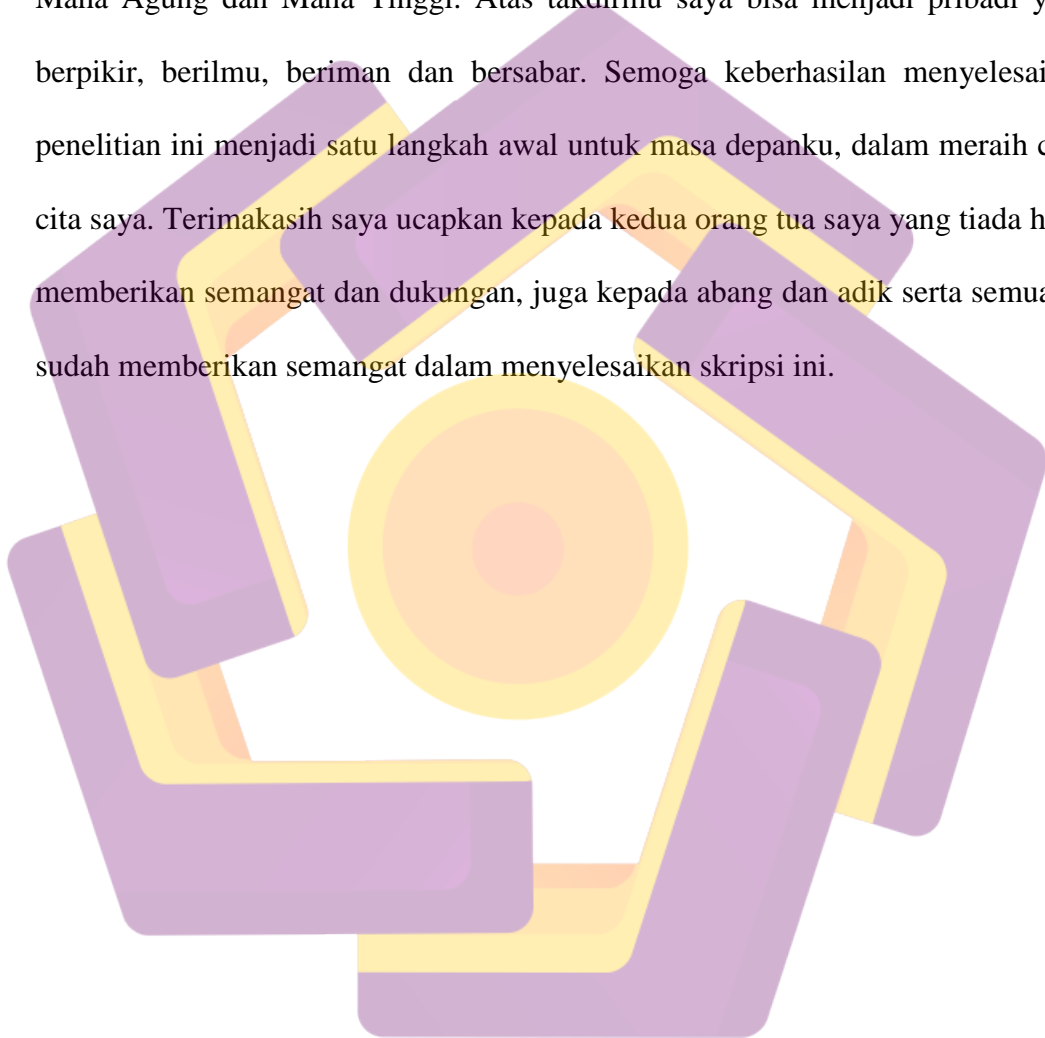 Maha Agung dan Maha Tinggi. Atas takdirmu saya bisa menjadi pribadi y
berpikir, berilmu, beriman dan bersabar. Semoga keberhasilan menyelesai
penelitian ini menjadi satu langkah awal untuk masa depanku, dalam meraih c
cita saya. Terimakasih saya ucapkan kepada kedua orang tua saya yang tiada h
memberikan semangat dan dukungan, juga kepada abang dan adik serta semua
sudah memberikan semangat dalam menyelesaikan skripsi ini.